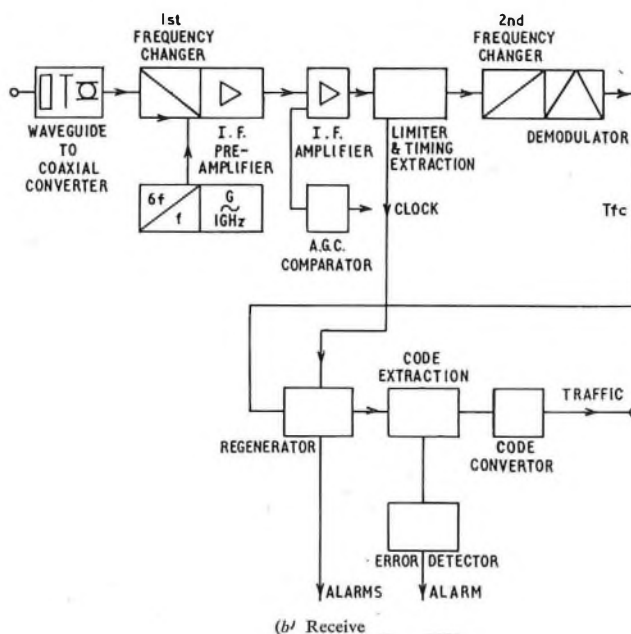 1st
FREQUENCY
CHANGER
2nd
FREQUENCY
CHANGER
WAVEGUIDE
TO
COAXIAL
CONVERTER
I.F.
PRE-
AMPLIFIER
I.F.
AMPLIFIER
LIMITER
& TIMING
EXTRACTION
DEMODULATOR
6f
f
G
~
1GHz
A.G.C.
COMPARATOR
CLOCK
Tfc
CODE
EXTRACTION
TRAFFIC
REGENERATOR
CODE
CONVERTOR
ERROR DETECTOR
ALARMS
ALARM
(b) Receive